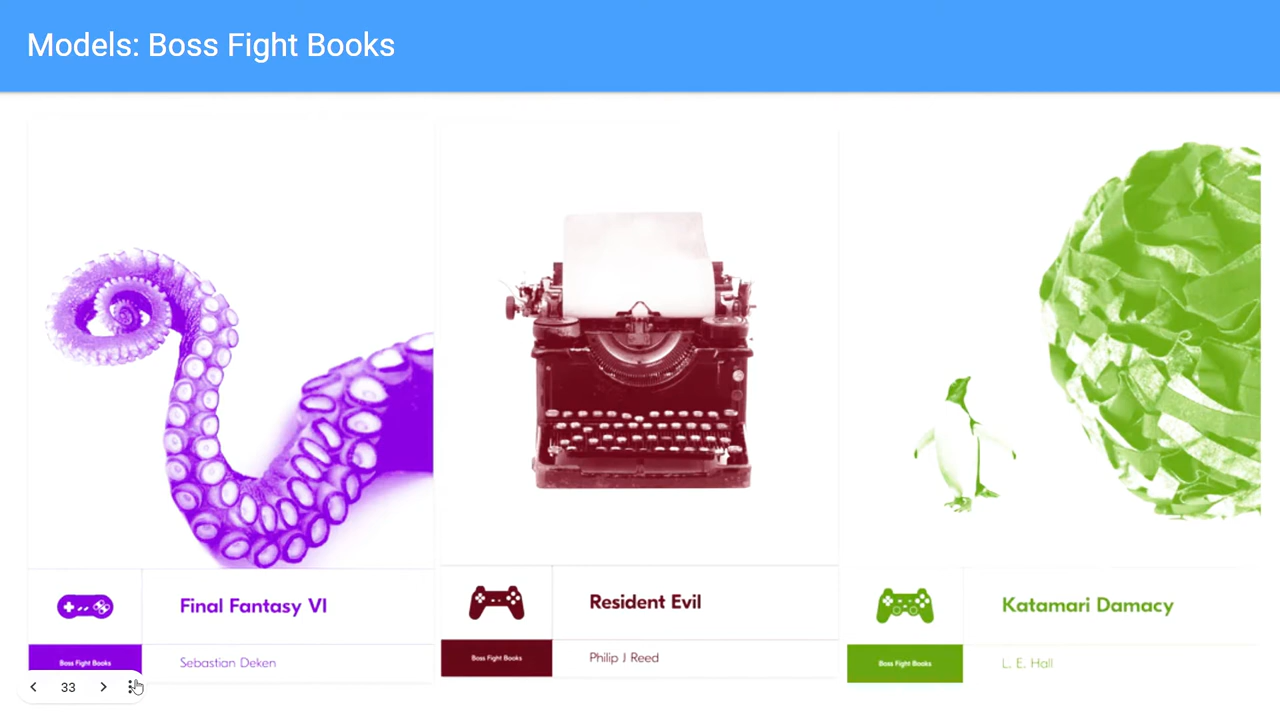 Models: Boss Fight Books
Final Fantasy VI
Boss Fight Books
Sebastian Deken
Resident Evil
Boss Fight Books
Philip J Reed
Katamari Damacy
Boss Fight Books
L. E. Hall
33